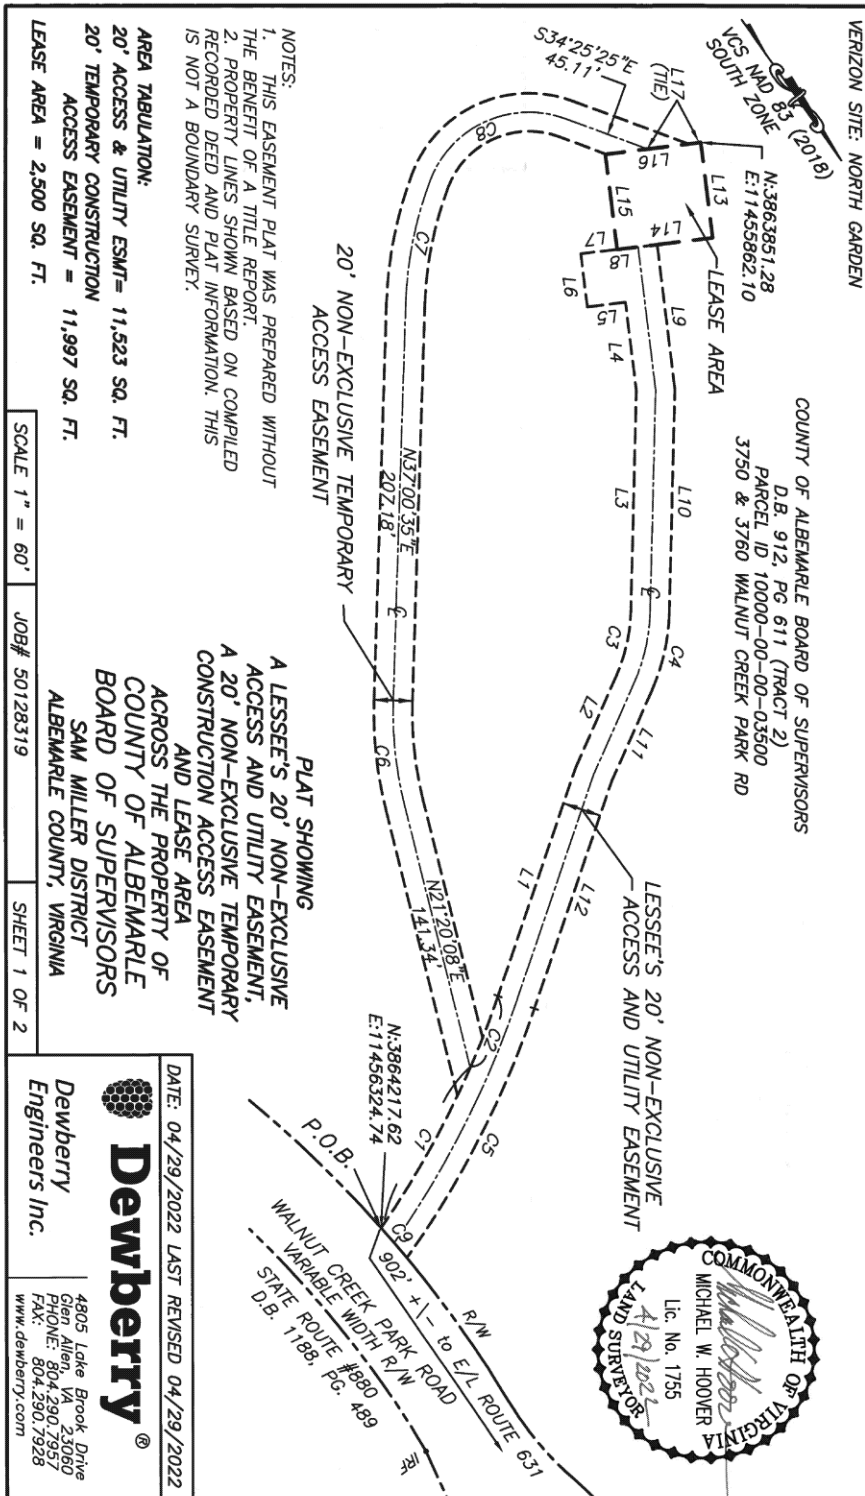 VERIZON SITE: NORTH GARDEN
VCS NAD 83 (2018)
SOUTH ZONE
N:3863851.28
E:11455862.10
COUNTY OF ALBEMARLE BOARD OF SUPERVISORS
D.B. 912, PG 611 (TRACT 2)
PARCEL ID 10000-00-00-03500
3750 & 3760 WALNUT CREEK PARK RD
LEASE AREA
L17
(TIE)
S34°25'25"E
45.11'
L13
L16
L14
L15
L7
L8
L6
L5
L9
L4
L10
L3
C4
C3
L11
L2
L12
L1
C8
C7
C5
C2
C1
C9
C6
LESSEE'S 20' NON-EXCLUSIVE
ACCESS AND UTILITY EASEMENT
COMMONWEALTH OF VIRGINIA
MICHAEL W. HOOVER
Lic. No. 1755
4/29/2022
LAND SURVEYOR
20' NON-EXCLUSIVE TEMPORARY
ACCESS EASEMENT
N37°00'35"E
207.18'
N21°20'08"E
141.34'
N:3864217.62
E:11456324.74
P.O.B.
902' +\- to E/L ROUTE 631
R/W
WALNUT CREEK PARK ROAD
VARIABLE WIDTH R/W
STATE ROUTE #880
D.B. 1188, PG. 489
R/W
NOTES:
1. THIS EASEMENT PLAT WAS PREPARED WITHOUT
THE BENEFIT OF A TITLE REPORT.
2. PROPERTY LINES SHOWN BASED ON COMPILED
RECORDED DEED AND PLAT INFORMATION. THIS
IS NOT A BOUNDARY SURVEY.
AREA TABULATION:
20' ACCESS & UTILITY ESMT= 11,523 SQ. FT.
20' TEMPORARY CONSTRUCTION
ACCESS EASEMENT = 11,997 SQ. FT.
LEASE AREA = 2,500 SQ. FT.
PLAT SHOWING
A LESSEE'S 20' NON-EXCLUSIVE
ACCESS AND UTILITY EASEMENT,
A 20' NON-EXCLUSIVE TEMPORARY
CONSTRUCTION ACCESS EASEMENT
AND LEASE AREA
ACROSS THE PROPERTY OF
COUNTY OF ALBEMARLE
BOARD OF SUPERVISORS
SAM MILLER DISTRICT
ALBEMARLE COUNTY, VIRGINIA
SCALE 1" = 60'
JOB# 50128319
SHEET 1 OF 2
DATE: 04/29/2022 LAST REVISED 04/29/2022
Dewberry®
Dewberry
Engineers Inc.
4805 Lake Brook Drive
Glen Allen, VA 23060
PHONE: 804.290.7957
FAX: 804.290.7928
www.dewberry.com